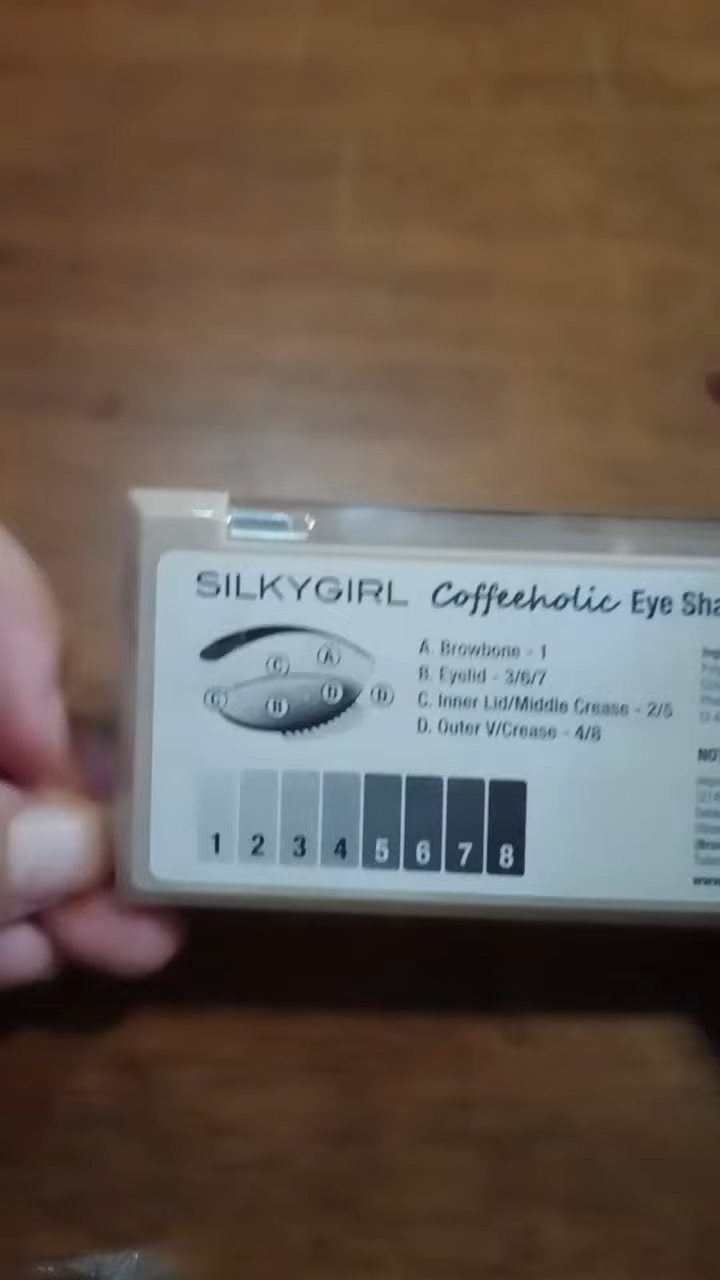 SILKYGIRL Coffeeholic Eye Sha
A. Browbone - 1
B. Eyelid - 3/6/7
C. Inner Lid/Middle Crease - 2/5
D. Outer V/Crease - 4/8
C A
C B D D
1 2 3 4 5 6 7 8